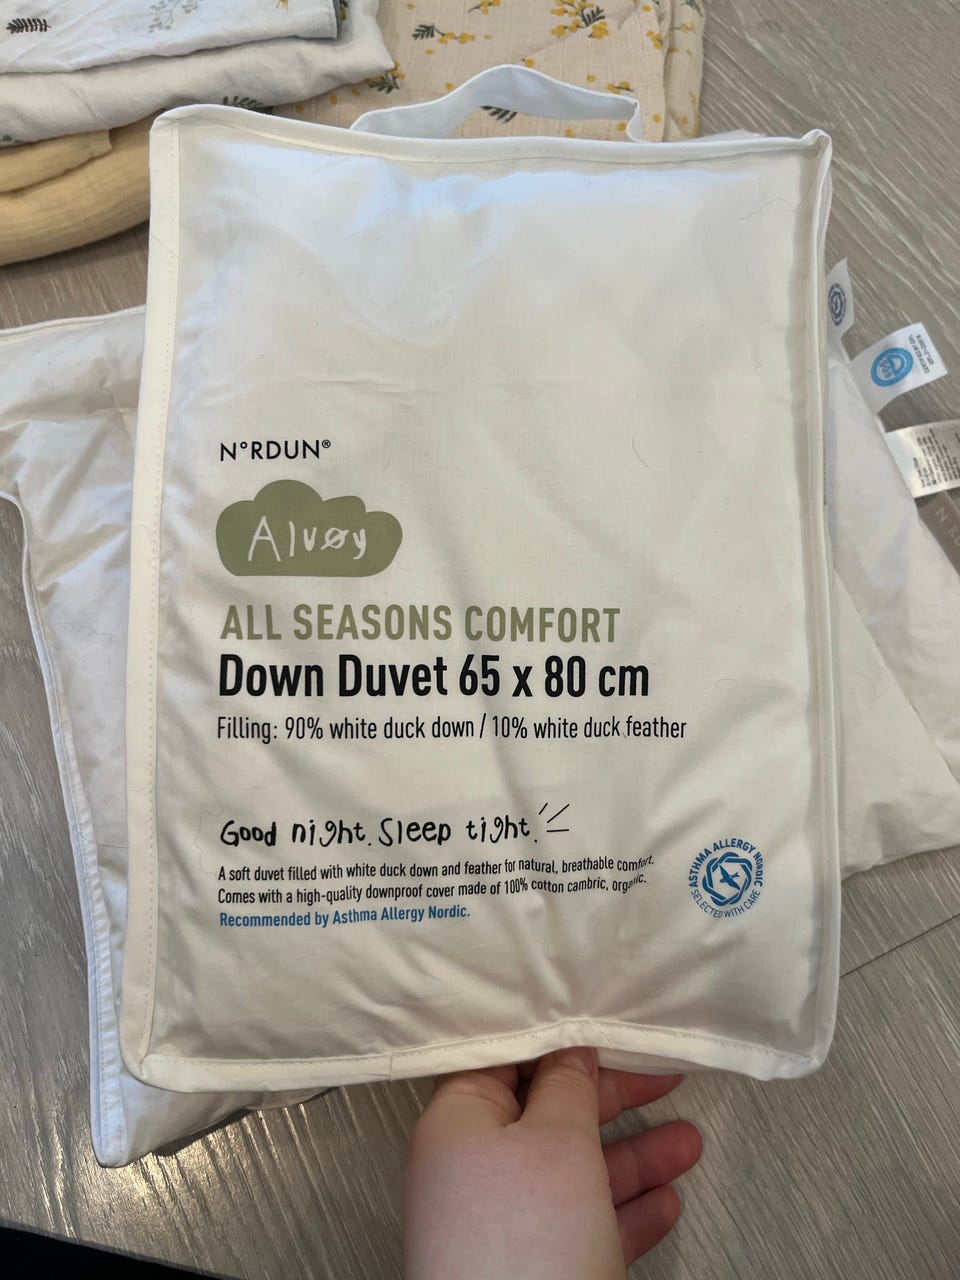 N°RDUN®
Alvøy
ALL SEASONS COMFORT
Down Duvet 65 x 80 cm
Filling: 90% white duck down / 10% white duck feather
Good night. Sleep tight.
A soft duvet filled with white duck down and feather for natural, breathable comfort.
Comes with a high-quality downproof cover made of 100% cotton cambric, organic.
Recommended by Asthma Allergy Nordic.
ASTHMA ALLERGY NORDIC
SELECTED WITH CARE